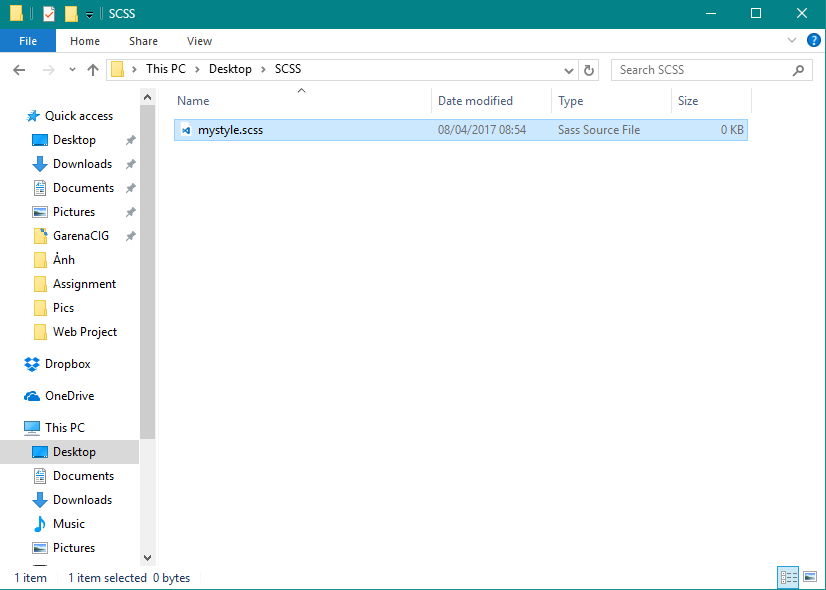 SCSS
File Home Share View
This PC Desktop SCSS Search SCSS
Name Date modified Type Size
mystyle.scss 08/04/2017 08:54 Sass Source File 0 KB
Quick access
Desktop
Downloads
Documents
Pictures
GarenaCIG
Ảnh
Assignment
Pics
Web Project
Dropbox
OneDrive
This PC
Desktop
Documents
Downloads
Music
Pictures
1 item 1 item selected 0 bytes